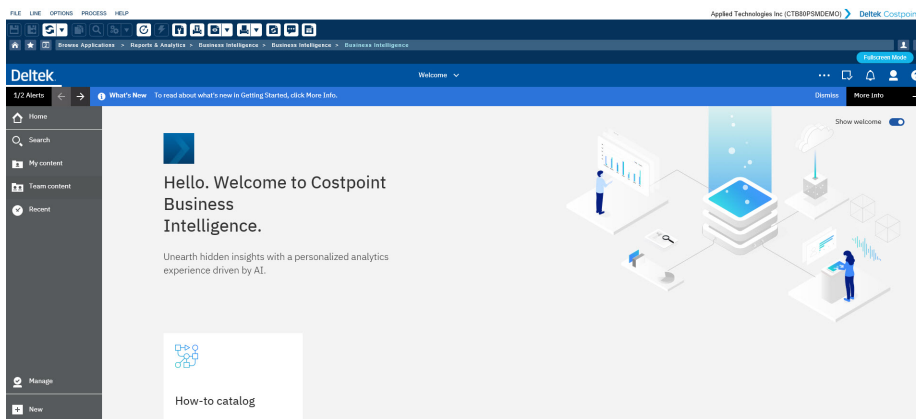 FILE LINE OPTIONS PROCESS HELP
Applied Technologies Inc (CTB80PSMDEMO) Deltek Costpoin
Browse Applications > Reports & Analytics > Business Intelligence > Business Intelligence > Business Intelligence
Fullscreen Mode
Deltek
Welcome
1/2 Alerts
What's New To read about what's new in Getting Started, click More Info.
Dismiss
More Info
Home
Show welcome
Search
My content
Team content
Recent
Hello. Welcome to Costpoint
Business
Intelligence.
Unearth hidden insights with a personalized analytics
experience driven by AI.
How-to catalog
Manage
New